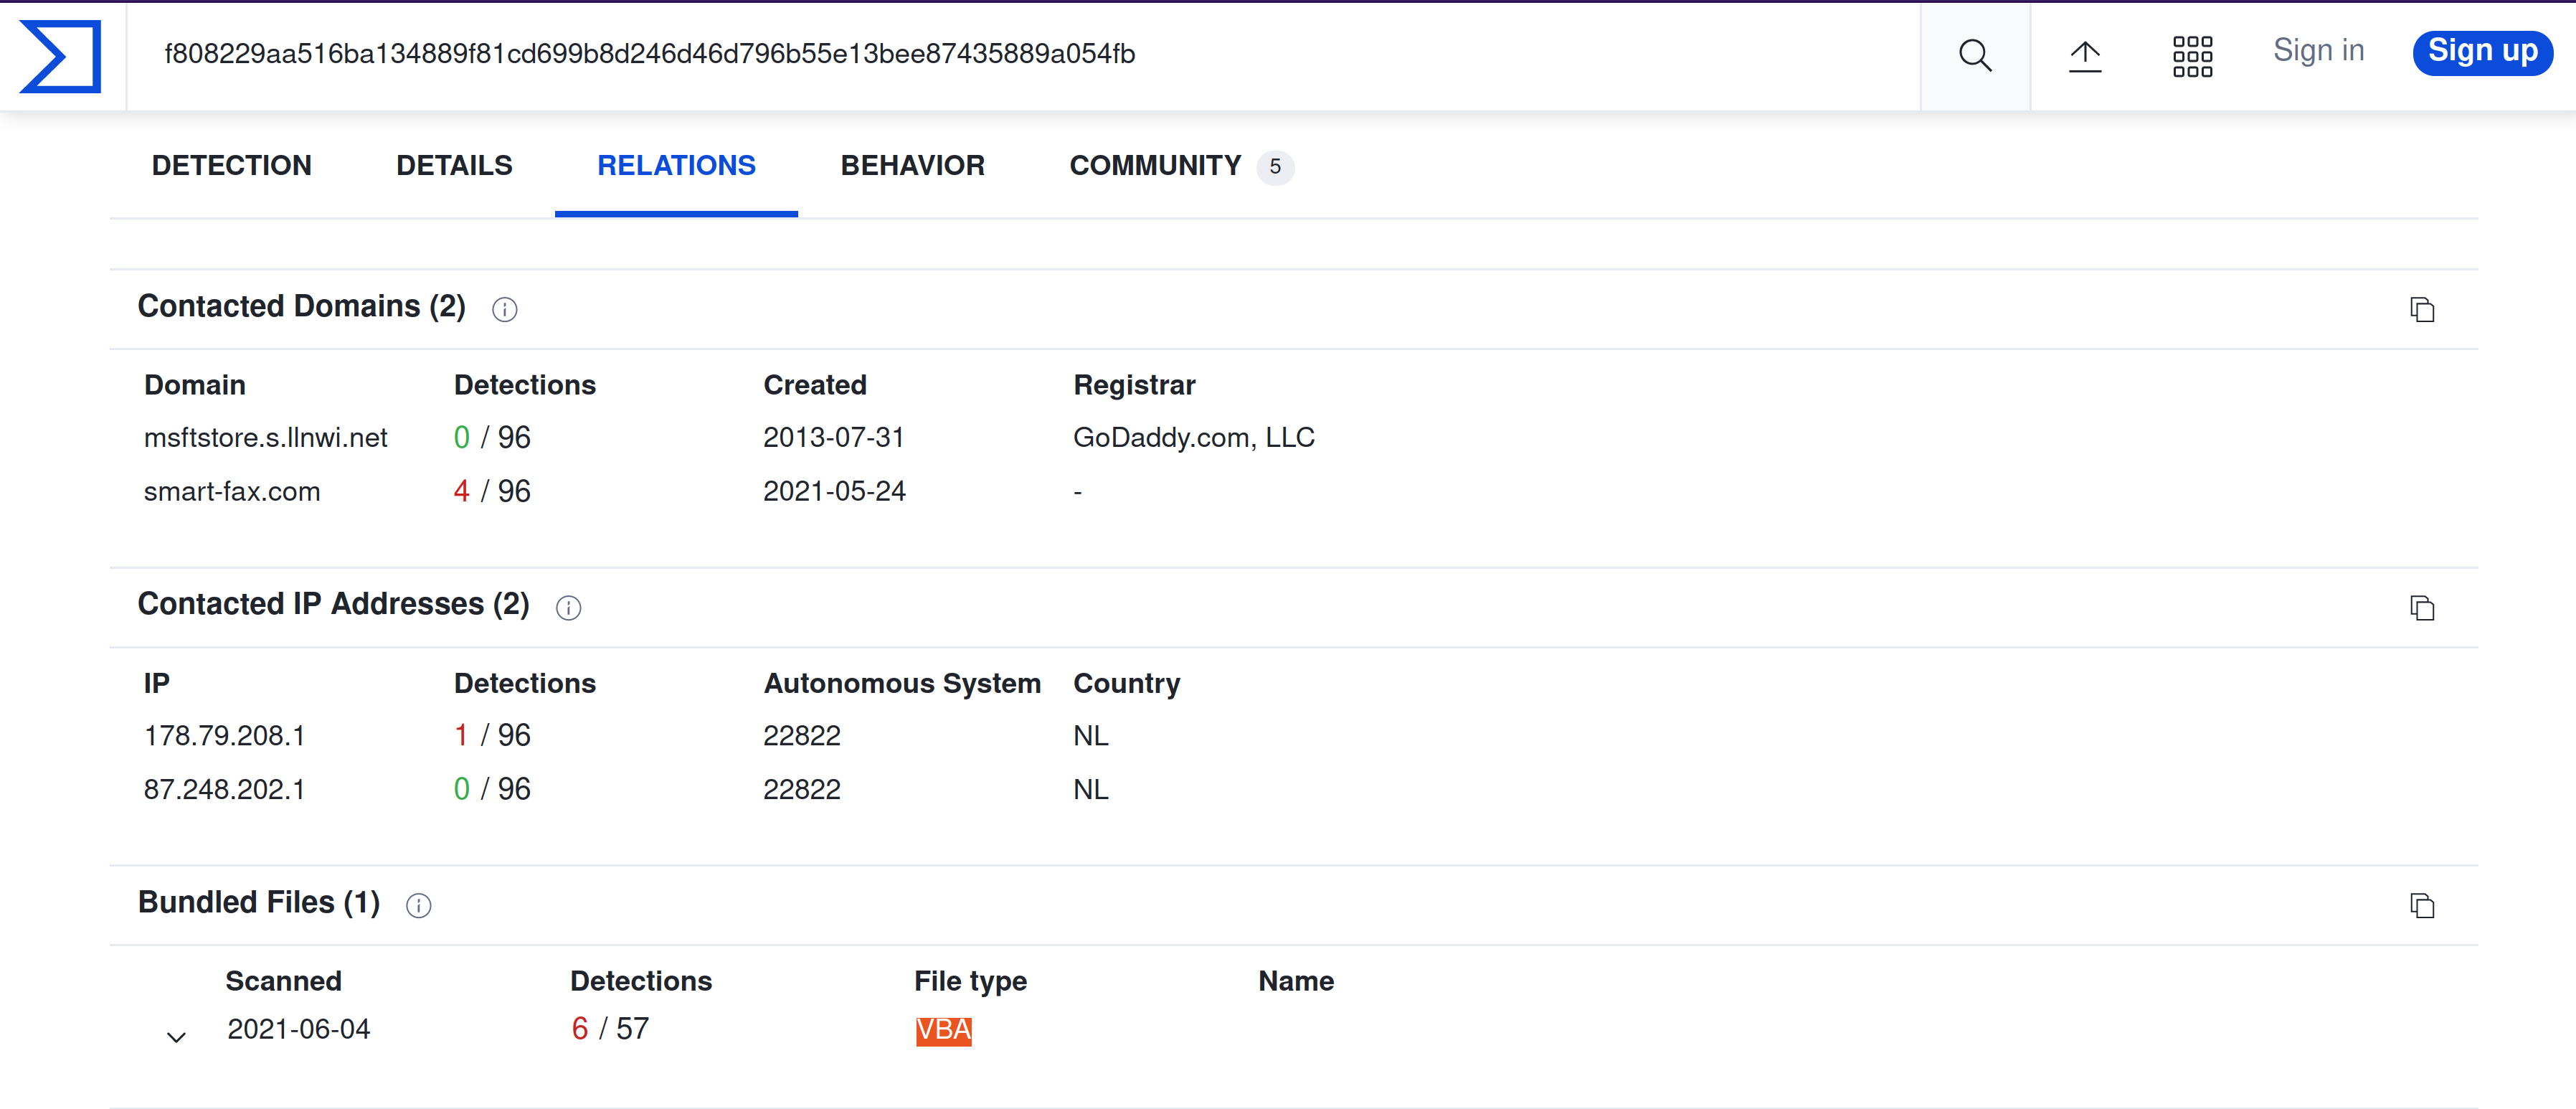 f808229aa516ba134889f81cd699b8d246d46d796b55e13bee87435889a054fb Sign in Sign up
DETECTION DETAILS RELATIONS BEHAVIOR COMMUNITY 5
Contacted Domains (2)
Domain Detections Created Registrar
msftstore.s.llnwi.net 0 / 96 2013-07-31 GoDaddy.com, LLC
smart-fax.com 4 / 96 2021-05-24 -
Contacted IP Addresses (2)
IP Detections Autonomous System Country
178.79.208.1 1 / 96 22822 NL
87.248.202.1 0 / 96 22822 NL
Bundled Files (1)
Scanned Detections File type Name
2021-06-04 6 / 57 VBA